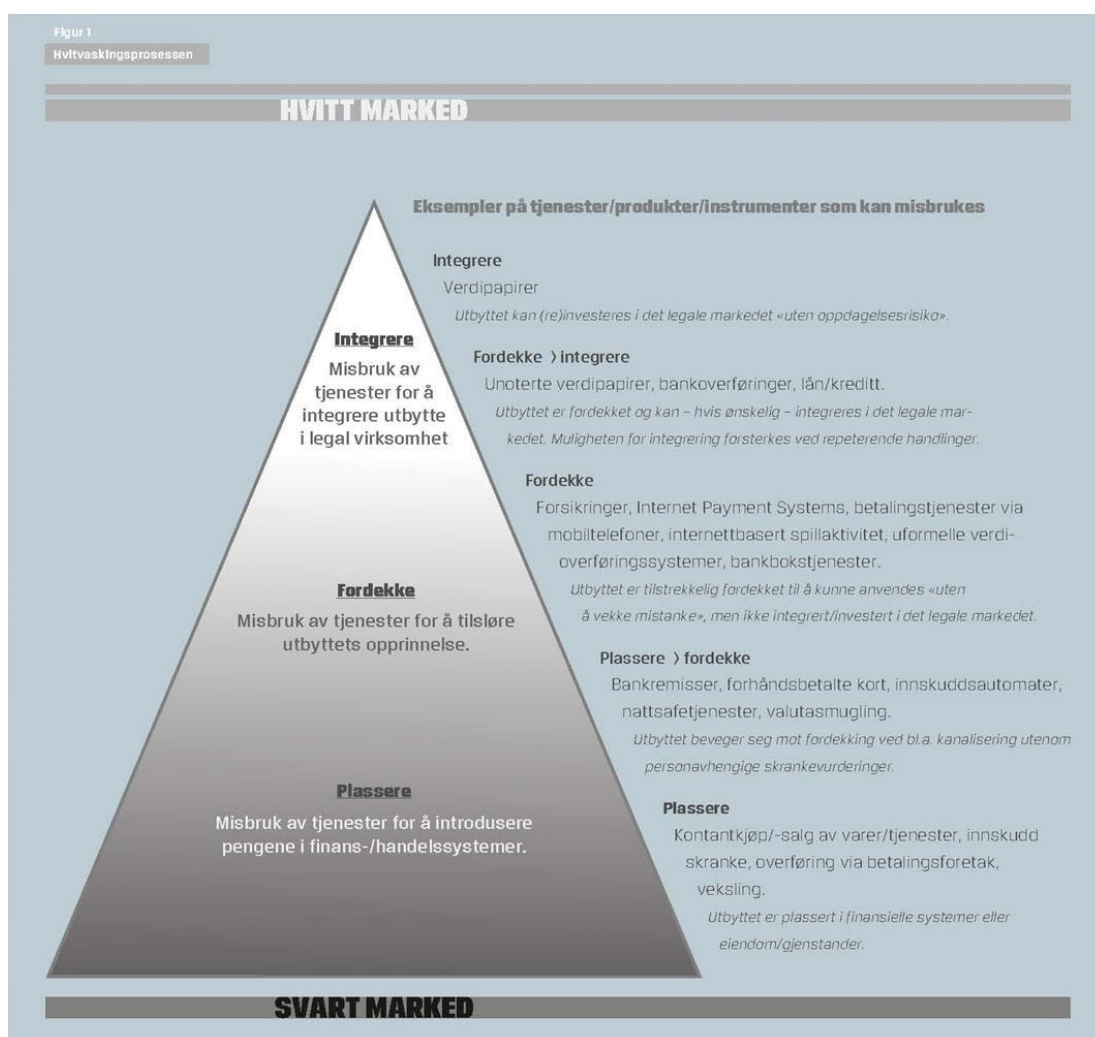 Figur 1
Hvitvaskingsprosessen
HVITT MARKED
Eksempler på tjenester/produkter/instrumenter som kan misbrukes
Integrere
Verdipapirer
Utbyttet kan (re)investeres i det legale markedet «uten oppdagelsesrisiko».
Integrere
Misbruk av
tjenester for å
integrere utbytte
i legal virksomhet
Fordekke > integrere
Unoterte verdipapirer, bankoverføringer, lån/kreditt.
Utbyttet er fordekket og kan – hvis ønskelig – integreres i det legale mar-
kedet. Muligheten for integrering forsterkes ved repeterende handlinger.
Fordekke
Forsikringer, Internet Payment Systems, betalingstjenester via
mobiltelefoner, internettbasert spillaktivitet, uformelle verdi-
overføringssystemer, bankbokstjenester.
Utbyttet er tilstrekkelig fordekket til å kunne anvendes «uten
å vekke mistanke», men ikke integrert/investert i det legale markedet.
Fordekke
Misbruk av tjenester for å tilsløre
utbyttets opprinnelse.
Plassere > fordekke
Bankremisser, forhåndsbetalte kort, innskuddsautomater,
nattsafetjenester, valutasmugling.
Utbyttet beveger seg mot fordekking ved bl.a. kanalisering utenom
personavhengige skrankevurderinger.
Plassere
Misbruk av tjenester for å introdusere
pengene i finans-/handelssystemer.
Plassere
Kontantkjøp/-salg av varer/tjenester, innskudd
skranke, overføring via betalingsforetak,
veksling.
Utbyttet er plassert i finansielle systemer eller
eiendom/gjenstander.
SVART MARKED